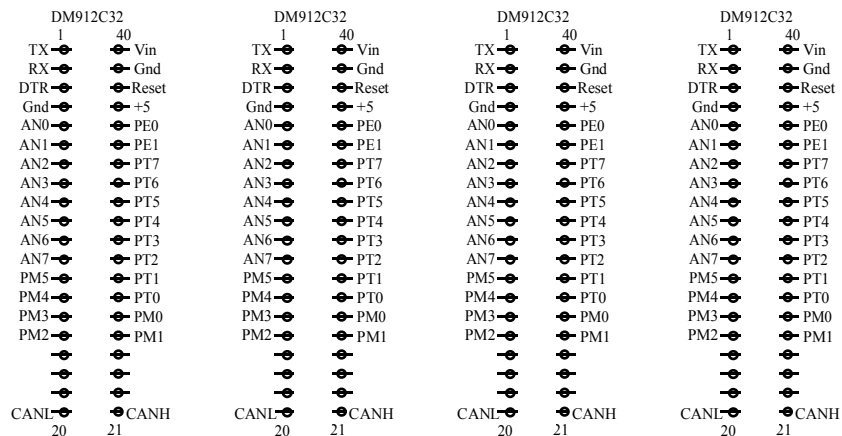 DM912C32 DM912C32 DM912C32 DM912C32
1 40 1 40 1 40 1 40
TX Vin TX Vin TX Vin TX Vin
RX Gnd RX Gnd RX Gnd RX Gnd
DTR Reset DTR Reset DTR Reset DTR Reset
Gnd +5 Gnd +5 Gnd +5 Gnd +5
AN0 PE0 AN0 PE0 AN0 PE0 AN0 PE0
AN1 PE1 AN1 PE1 AN1 PE1 AN1 PE1
AN2 PT7 AN2 PT7 AN2 PT7 AN2 PT7
AN3 PT6 AN3 PT6 AN3 PT6 AN3 PT6
AN4 PT5 AN4 PT5 AN4 PT5 AN4 PT5
AN5 PT4 AN5 PT4 AN5 PT4 AN5 PT4
AN6 PT3 AN6 PT3 AN6 PT3 AN6 PT3
AN7 PT2 AN7 PT2 AN7 PT2 AN7 PT2
PM5 PT1 PM5 PT1 PM5 PT1 PM5 PT1
PM4 PT0 PM4 PT0 PM4 PT0 PM4 PT0
PM3 PM0 PM3 PM0 PM3 PM0 PM3 PM0
PM2 PM1 PM2 PM1 PM2 PM1 PM2 PM1
CANL CANH CANL CANH CANL CANH CANL CANH
20 21 20 21 20 21 20 21